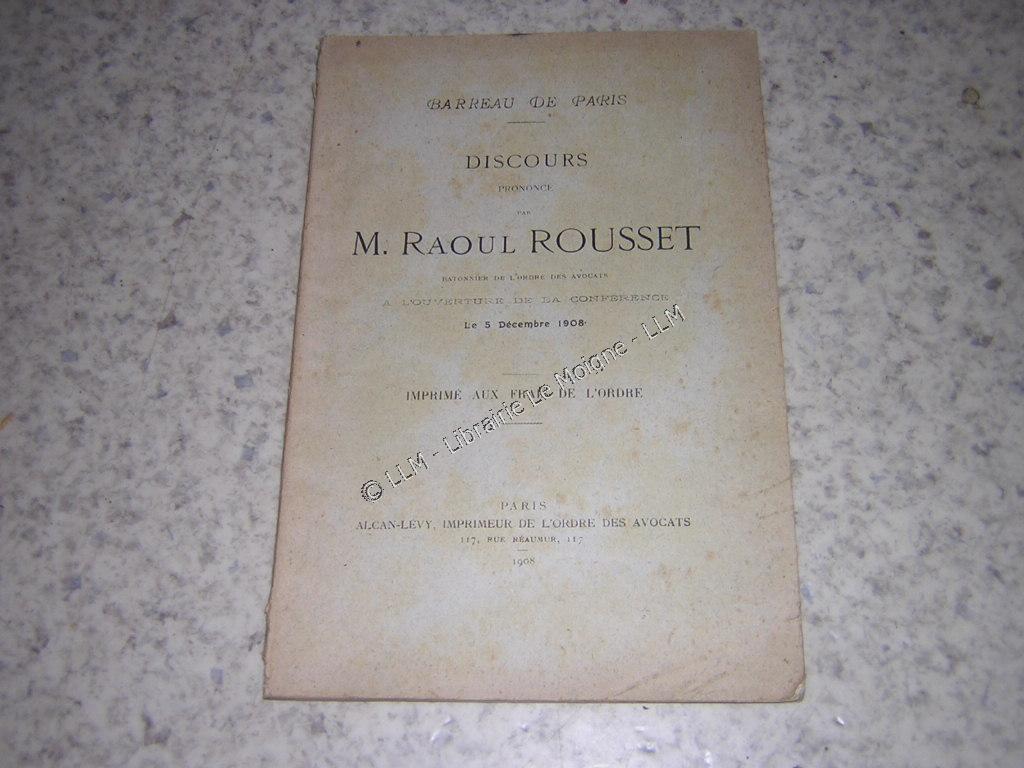 BARREAU DE PARIS
DISCOURS
PRONONCÉ
PAR
M. RAOUL ROUSSET
BATONNIER DE L'ORDRE DES AVOCATS
A L'OUVERTURE DE LA CONFÉRENCE
Le 5 Décembre 1908
IMPRIMÉ AUX FRAIS DE L'ORDRE
© LLM - Librairie Le Moigne - LLM
PARIS
ALCAN-LÉVY, IMPRIMEUR DE L'ORDRE DES AVOCATS
117, RUE RÉAUMUR, 117
1908